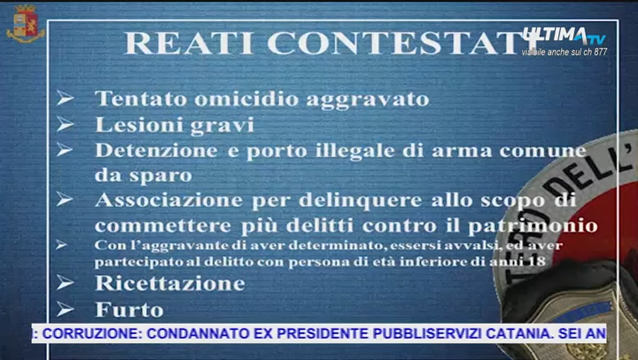 REATI CONTESTATI
ULTIMA TV
visibile anche sul ch 877
➤ Tentato omicidio aggravato
➤ Lesioni gravi
➤ Detenzione e porto illegale di arma comune
da sparo
➤ Associazione per delinquere allo scopo di
commettere più delitti contro il patrimonio
➤ Con l'aggravante di aver determinato, essersi avvalsi, ed aver
partecipato al delitto con persona di età inferiore di anni 18
➤ Ricettazione
➤ Furto
TERO DELL'
: CORRUZIONE: CONDANNATO EX PRESIDENTE PUBBLISERVIZI CATANIA. SEI AN